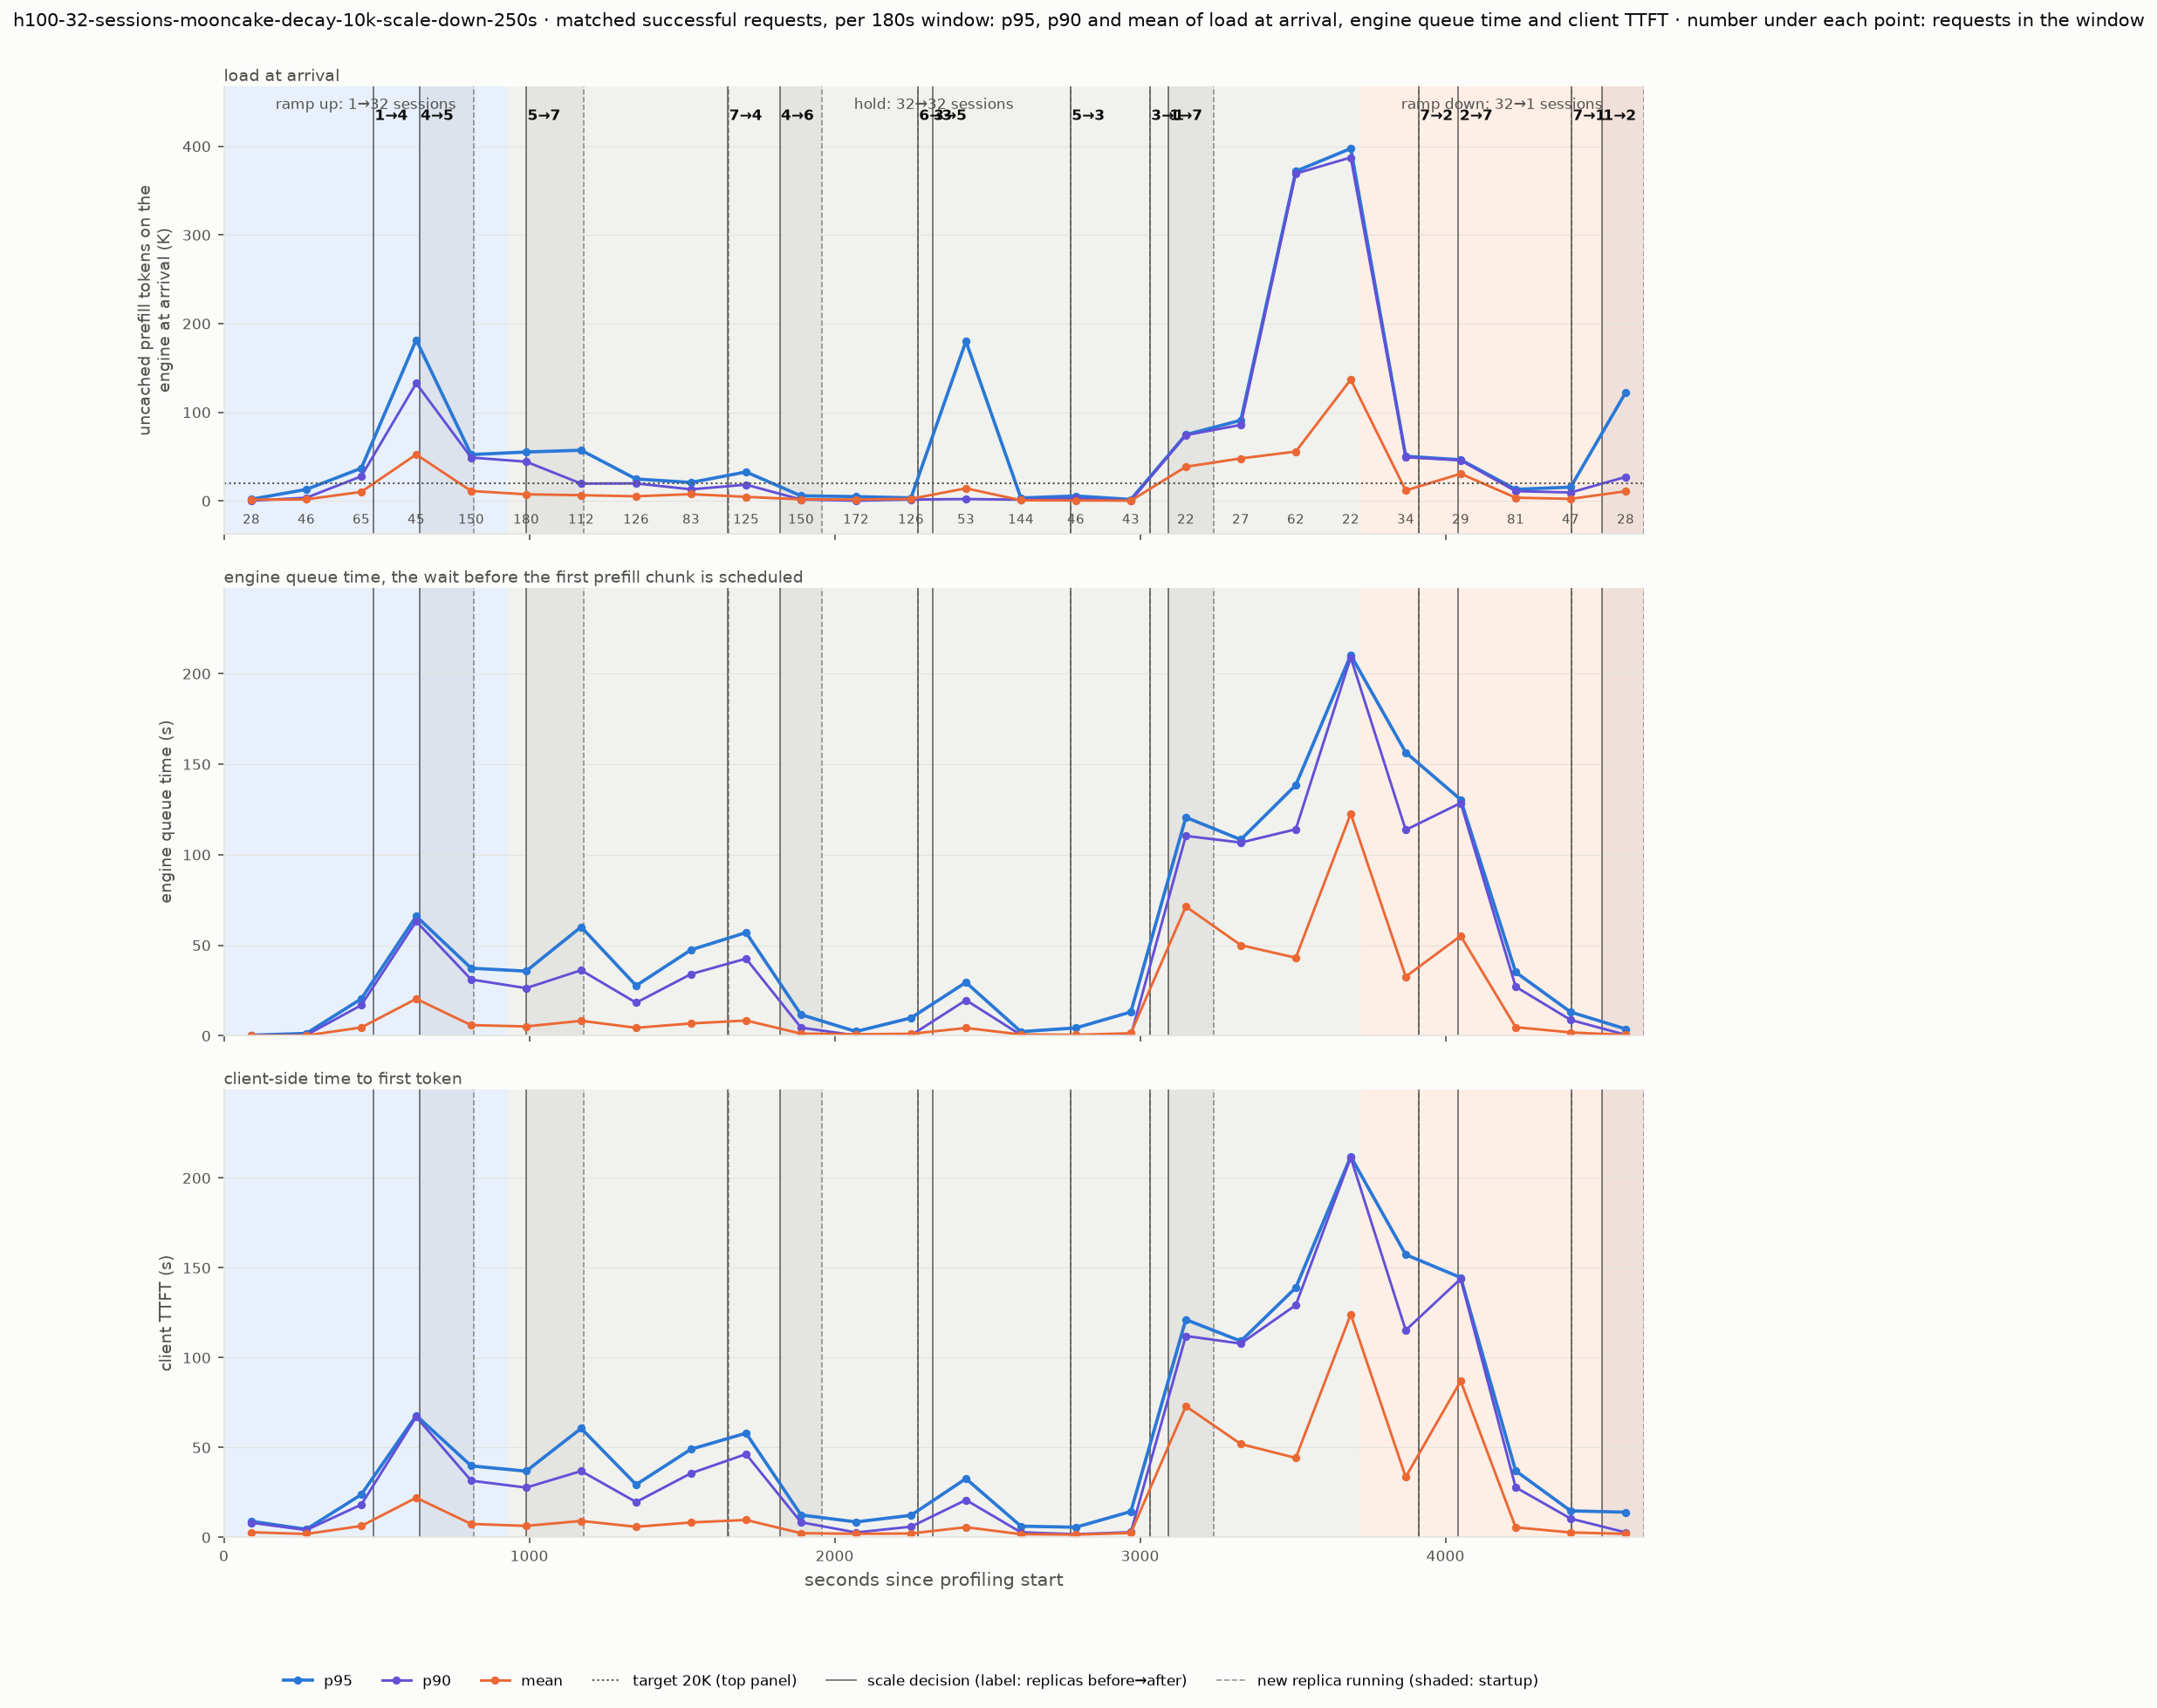 h100-32-sessions-mooncake-decay-10k-scale-down-250s · matched successful requests, per 180s window: p95, p90 and mean of load at arrival, engine queue time and client TTFT · number under each point: requests in the window
load at arrival
ramp up: 1→32 sessions
hold: 32→32 sessions
ramp down: 32→1 sessions
1→4 4→5 5→7 7→4 4→6 6→3 3→5 5→3 3→1 1→7 7→2 2→7 7→1 1→2
uncached prefill tokens on the
engine at arrival (K)
400
300
200
100
0
28 46 65 45 150 180 112 126 83 125 150 172 126 53 144 46 43 22 27 62 22 34 29 81 47 28
engine queue time, the wait before the first prefill chunk is scheduled
engine queue time (s)
200
150
100
50
0
client-side time to first token
client TTFT (s)
200
150
100
50
0
0 1000 2000 3000 4000
seconds since profiling start
p95 p90 mean target 20K (top panel) scale decision (label: replicas before→after) new replica running (shaded: startup)